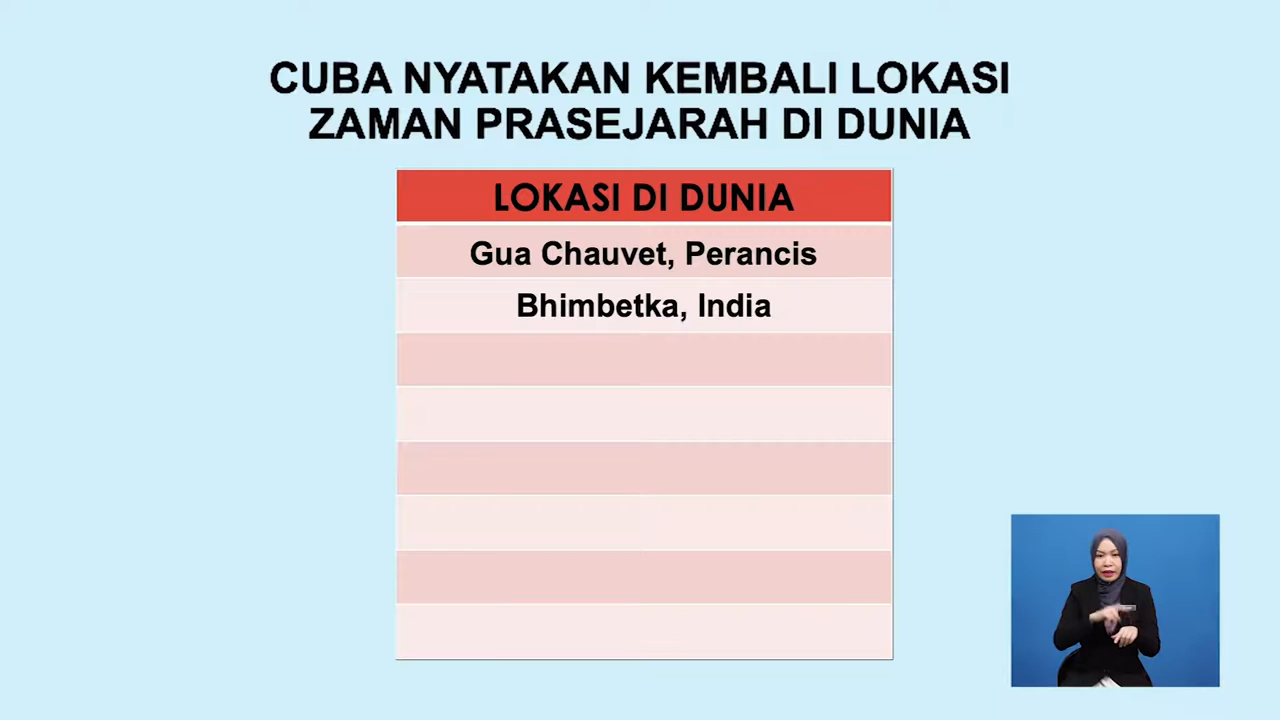 CUBA NYATAKAN KEMBALI LOKASI
ZAMAN PRASEJARAH DI DUNIA
LOKASI DI DUNIA
Gua Chauvet, Perancis
Bhimbetka, India